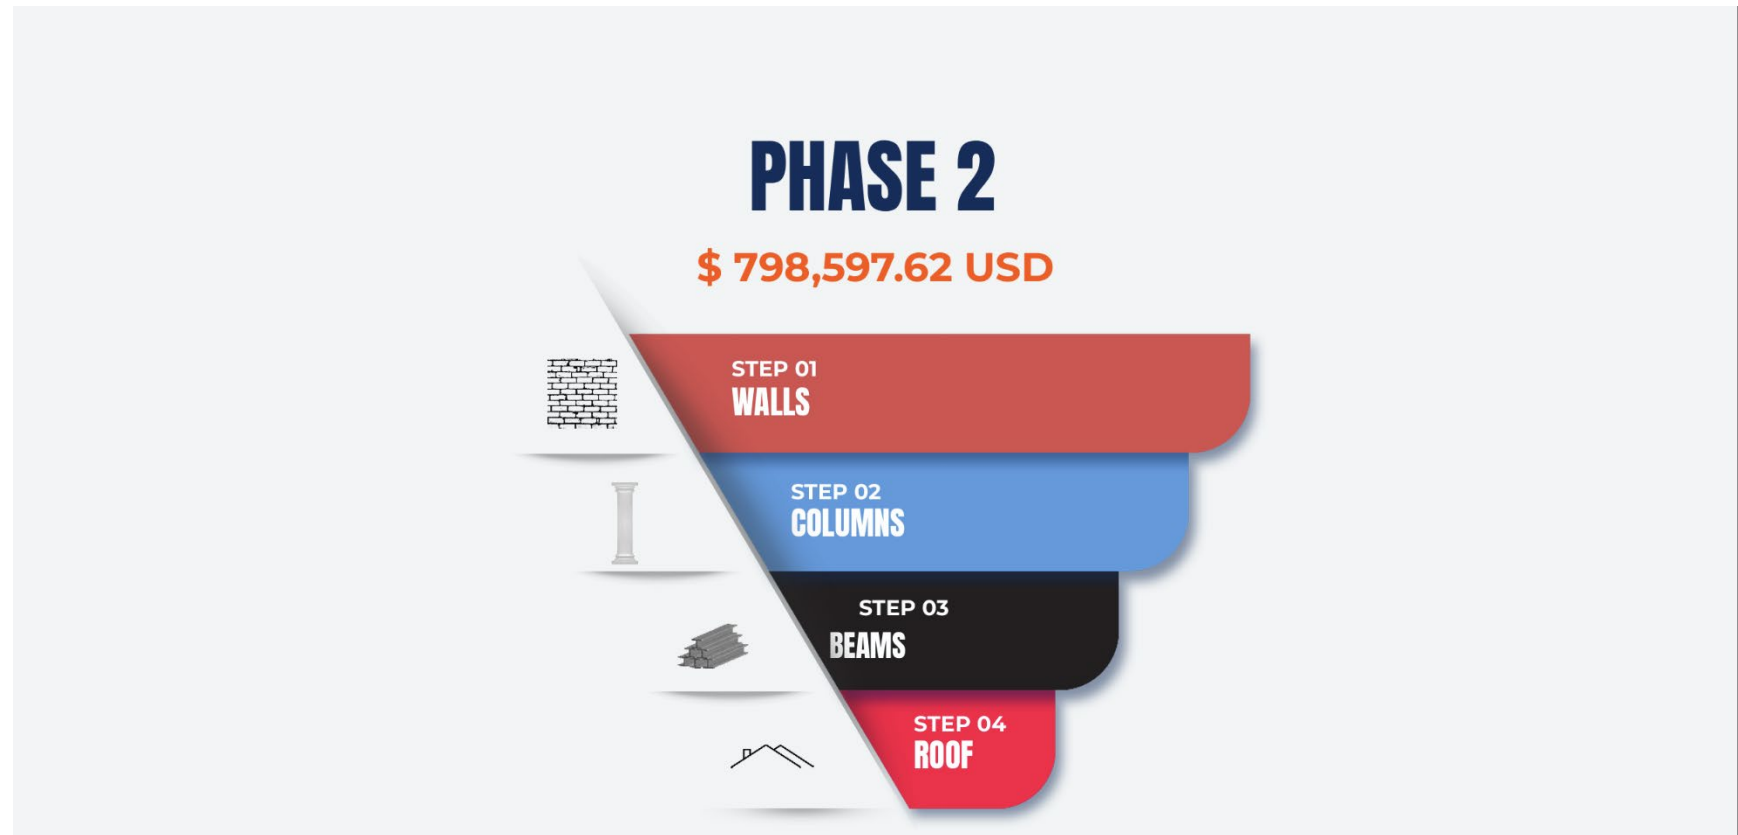 PHASE 2
$ 798,597.62 USD
STEP 01
WALLS
STEP 02
COLUMNS
STEP 03
BEAMS
STEP 04
ROOF